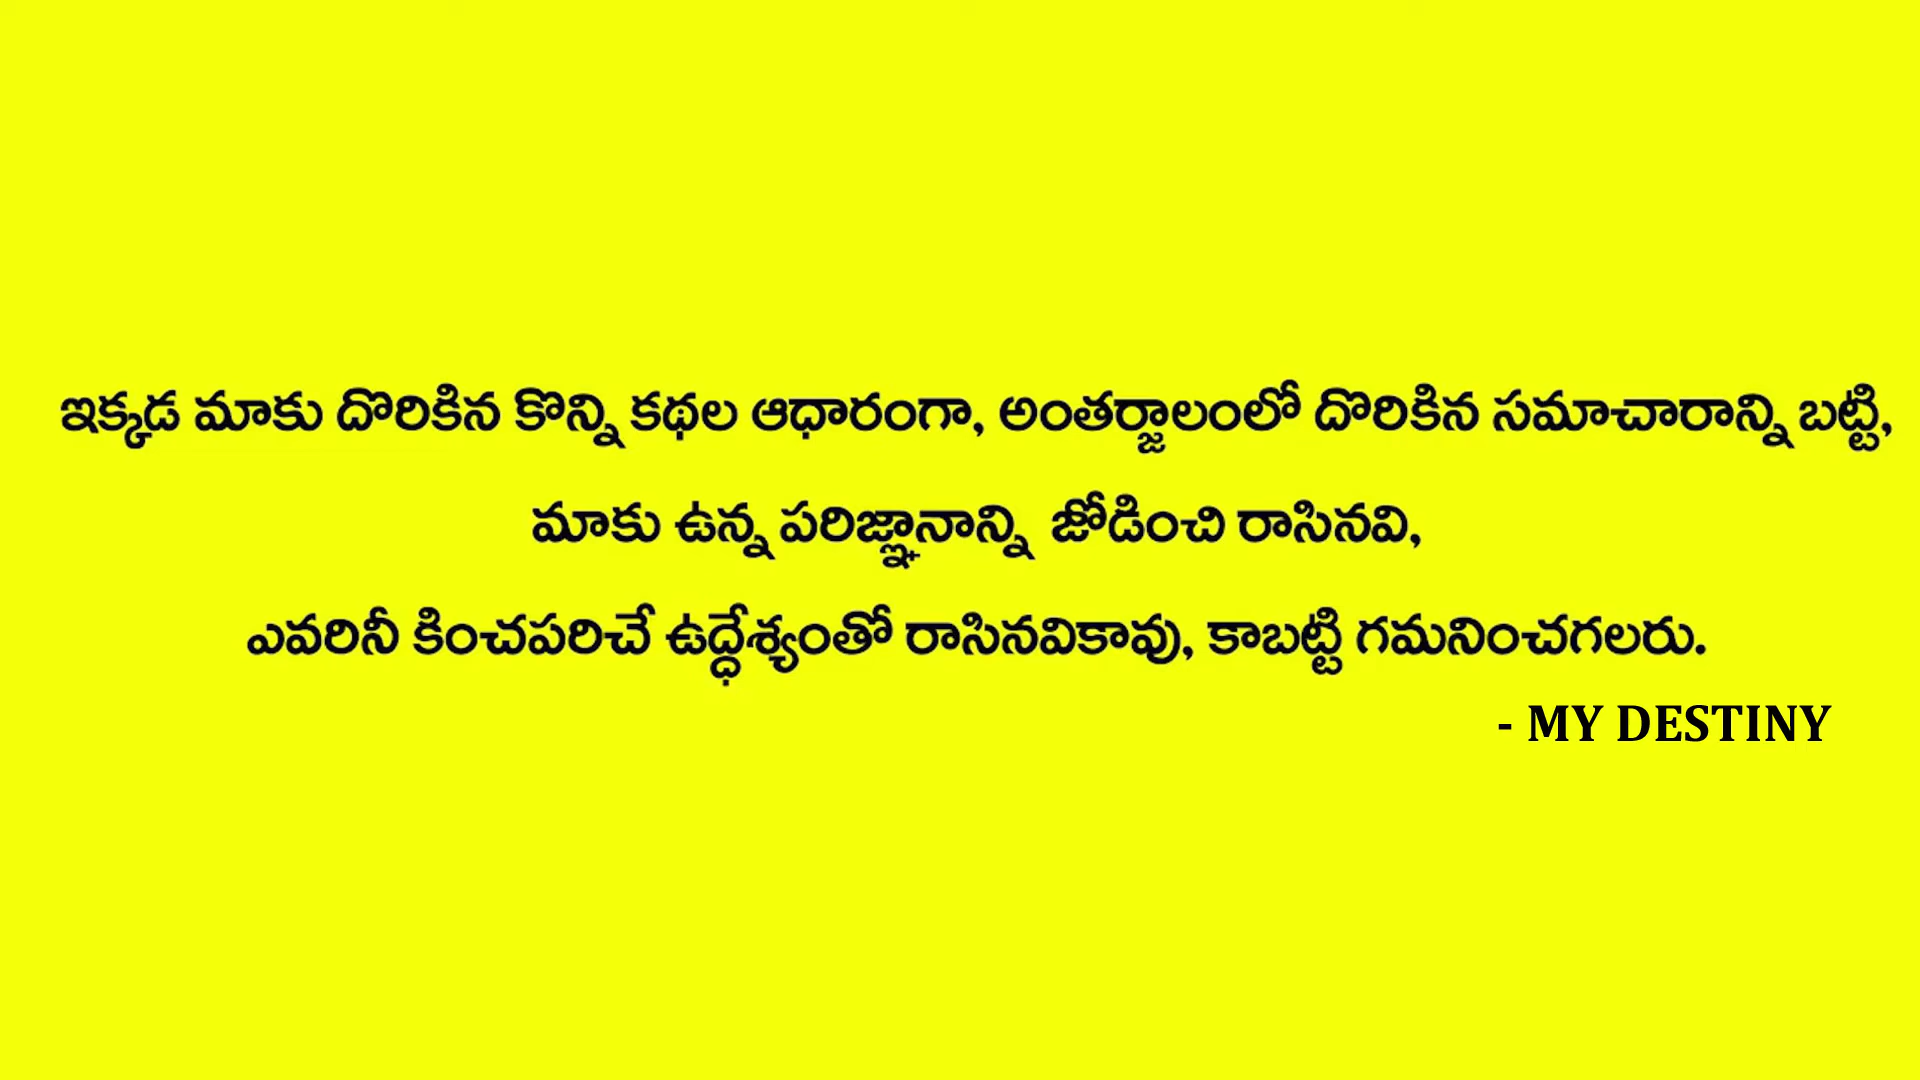 ఇక్కడ మాకు దొరికిన కొన్ని కథల ఆధారంగా, అంతర్జాలంలో దొరికిన సమాచారాన్ని బట్టి,
మాకు ఉన్న పరిజ్ఞానాన్ని జోడించి రాసినవి,
ఎవరినీ కించపరిచే ఉద్ధేశ్యంతో రాసినవికావు, కాబట్టి గమనించగలరు.
- MY DESTINY